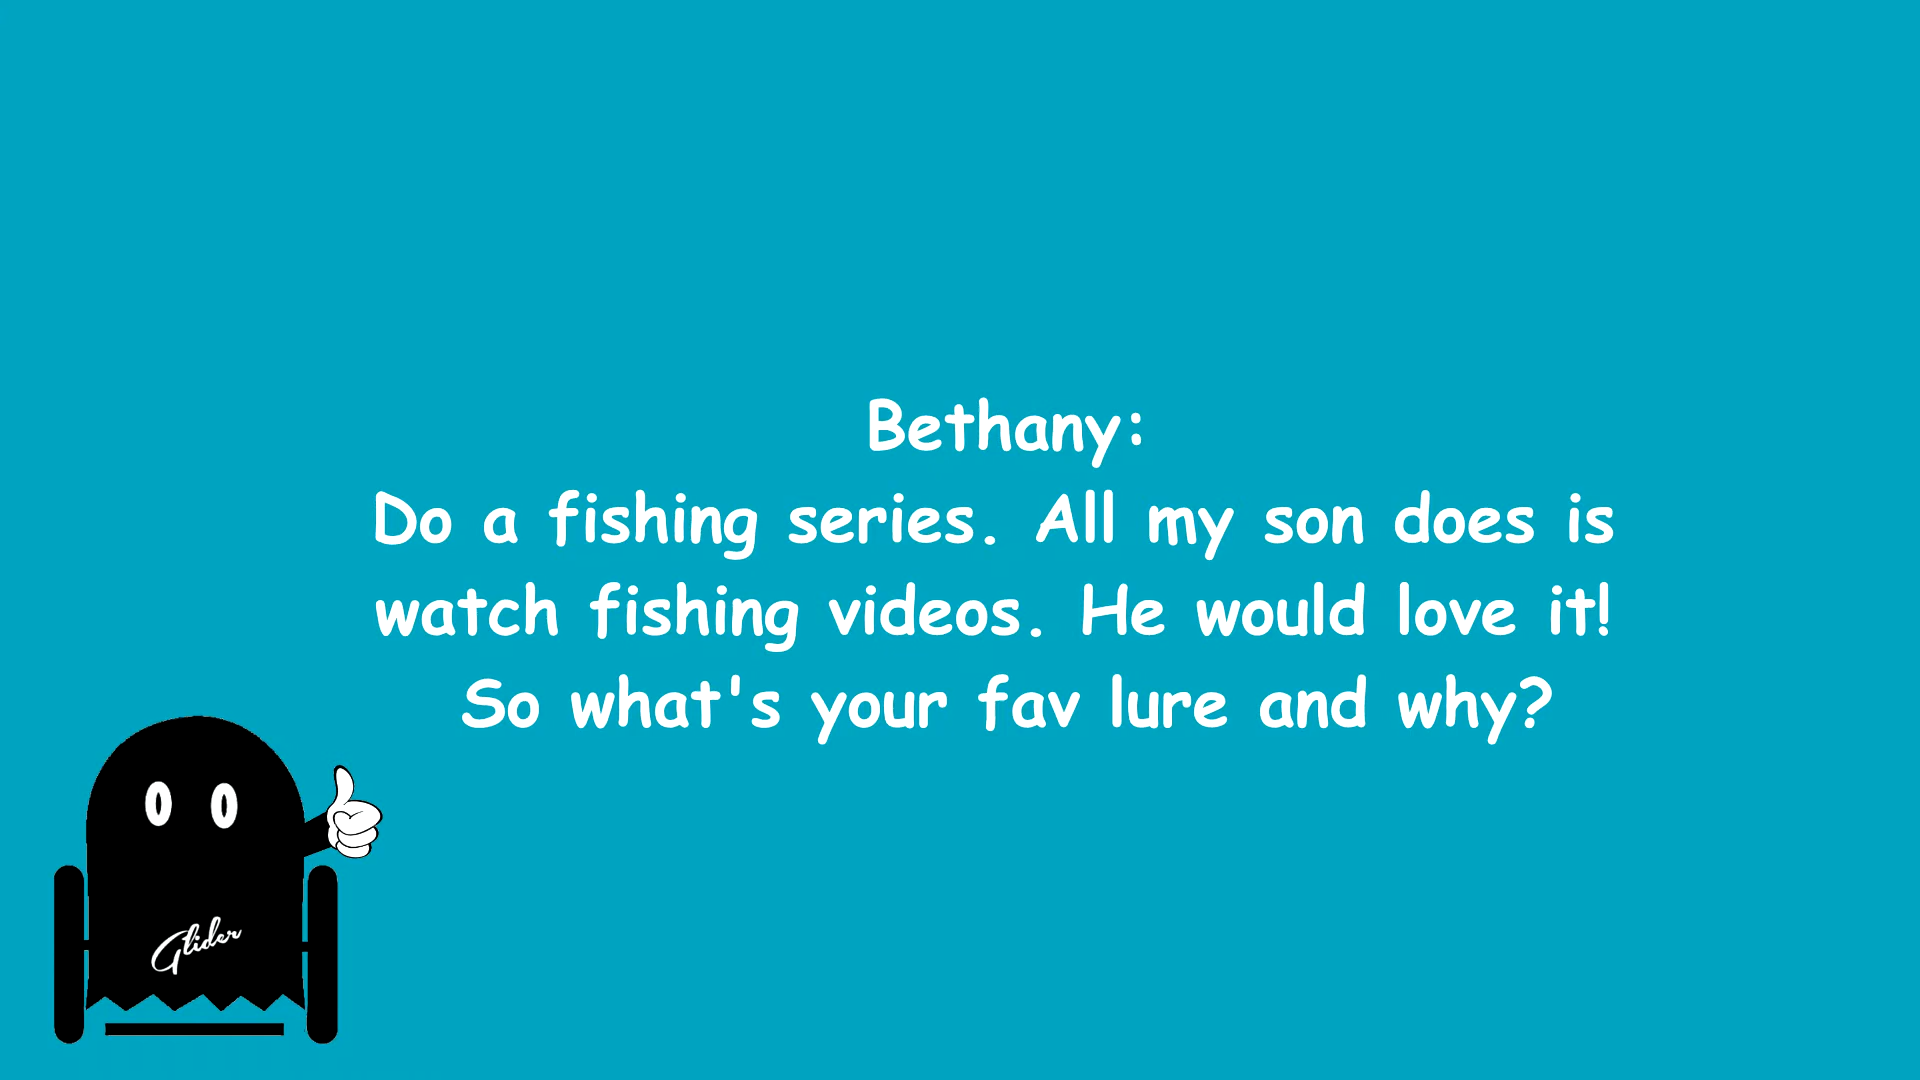 Bethany:
Do a fishing series. All my son does is
watch fishing videos. He would love it!
So what's your fav lure and why?
Glider